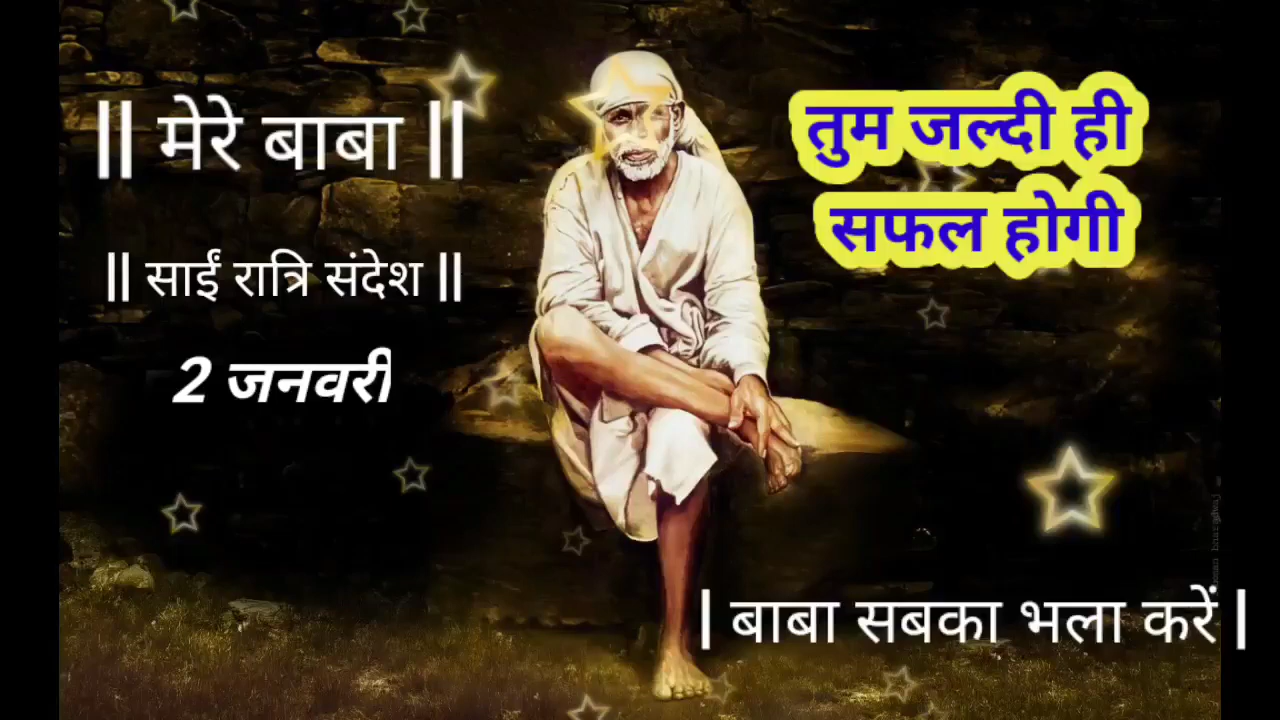 || मेरे बाबा ||
|| साईं रात्रि संदेश ||
2 जनवरी
तुम जल्दी ही
सफल होगी
| बाबा सबका भला करें |